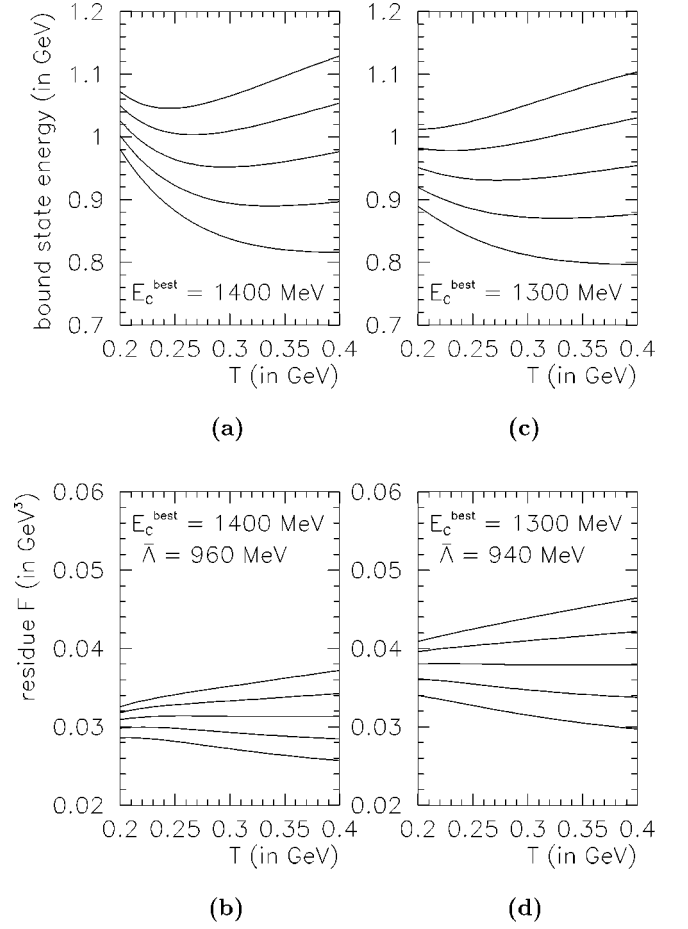 bound state energy (in GeV)
1.2
1.1
1
0.9
0.8
0.7
E_c^best = 1400 MeV
0.2 0.25 0.3 0.35 0.4
T (in GeV)
(a)
1.2
1.1
1
0.9
0.8
0.7
E_c^best = 1300 MeV
0.2 0.25 0.3 0.35 0.4
T (in GeV)
(c)
residue F (in GeV³)
0.06
0.05
0.04
0.03
0.02
E_c^best = 1400 MeV
Λ̄ = 960 MeV
0.2 0.25 0.3 0.35 0.4
T (in GeV)
(b)
0.06
0.05
0.04
0.03
0.02
E_c^best = 1300 MeV
Λ̄ = 940 MeV
0.2 0.25 0.3 0.35 0.4
T (in GeV)
(d)